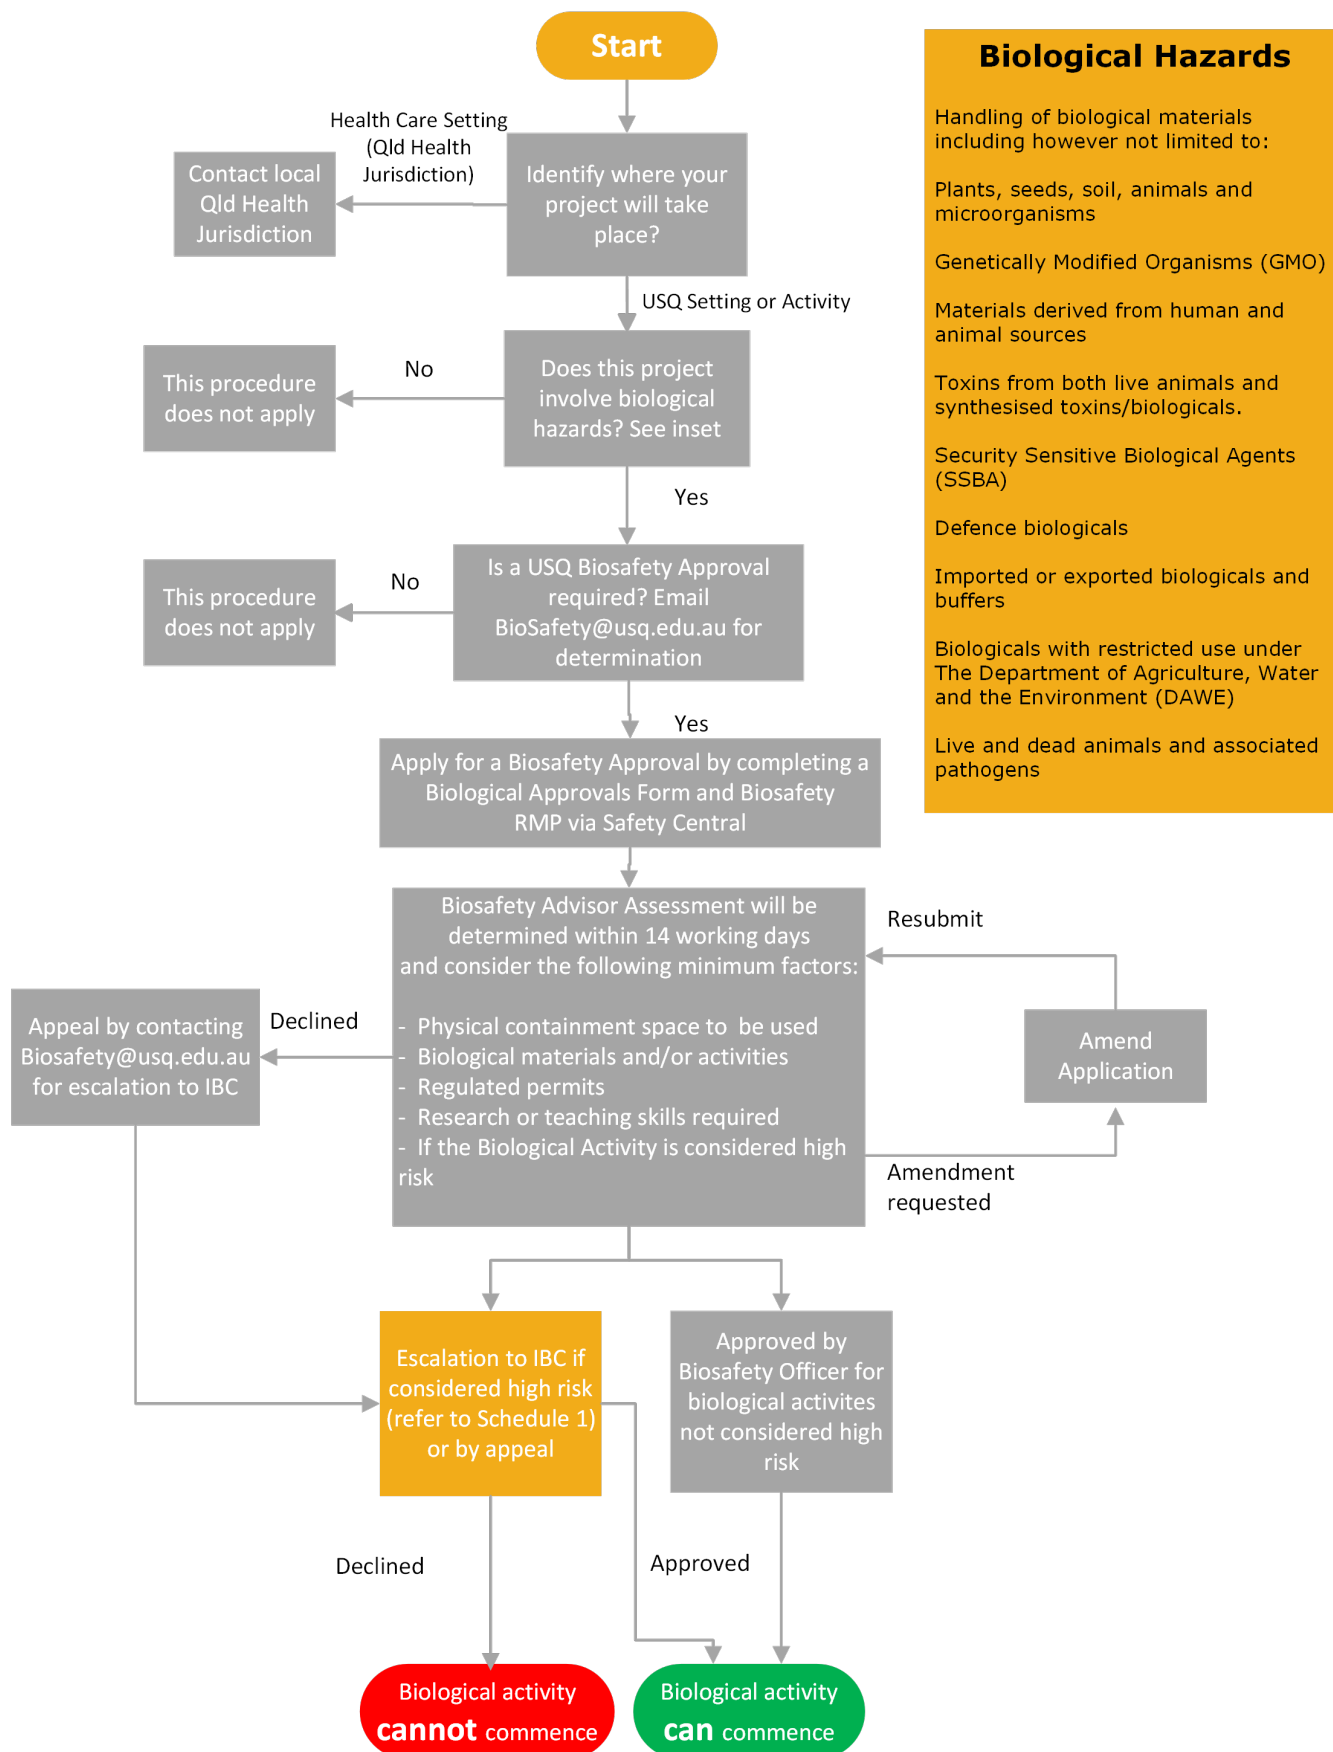 Start
Biological Hazards
Handling of biological materials
including however not limited to:
Plants, seeds, soil, animals and
microorganisms
Genetically Modified Organisms (GMO)
Materials derived from human and
animal sources
Toxins from both live animals and
synthesised toxins/biologicals.
Security Sensitive Biological Agents
(SSBA)
Defence biologicals
Imported or exported biologicals and
buffers
Biologicals with restricted use under
The Department of Agriculture, Water
and the Environment (DAWE)
Live and dead animals and associated
pathogens
Health Care Setting
(Qld Health
Jurisdiction)
Contact local
Qld Health
Jurisdiction
Identify where your
project will take
place?
USQ Setting or Activity
This procedure
does not apply
No
Does this project
involve biological
hazards? See inset
Yes
This procedure
does not apply
No
Is a USQ Biosafety Approval
required? Email
BioSafety@usq.edu.au for
determination
Yes
Apply for a Biosafety Approval by completing a
Biological Approvals Form and Biosafety
RMP via Safety Central
Biosafety Advisor Assessment will be
determined within 14 working days
and consider the following minimum factors:
- Physical containment space to be used
- Biological materials and/or activities
- Regulated permits
- Research or teaching skills required
- If the Biological Activity is considered high
risk
Resubmit
Amend
Application
Amendment
requested
Declined
Appeal by contacting
Biosafety@usq.edu.au
for escalation to IBC
Escalation to IBC if
considered high risk
(refer to Schedule 1)
or by appeal
Approved by
Biosafety Officer for
biological activites
not considered high
risk
Declined
Approved
Biological activity
cannot commence
Biological activity
can commence